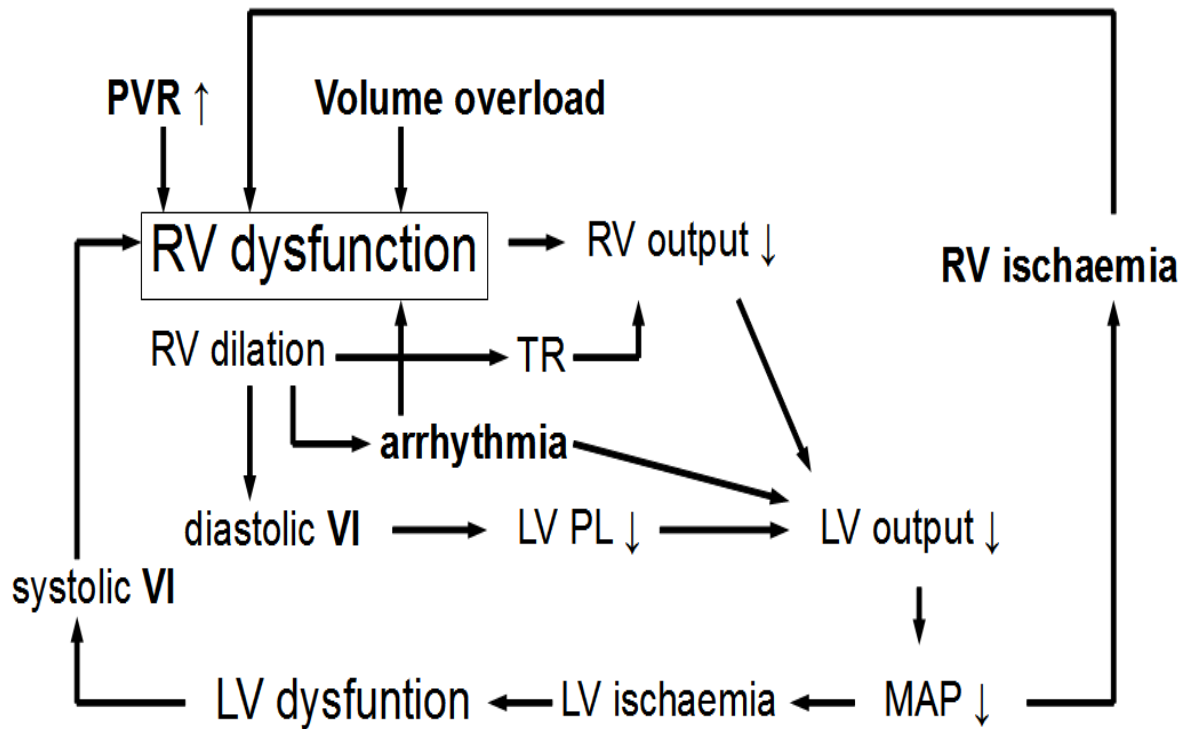 PVR ↑
Volume overload
RV dysfunction
RV output ↓
RV ischaemia
RV dilation
TR
arrhythmia
diastolic VI
LV PL ↓
LV output ↓
systolic VI
LV dysfuntion
LV ischaemia
MAP ↓